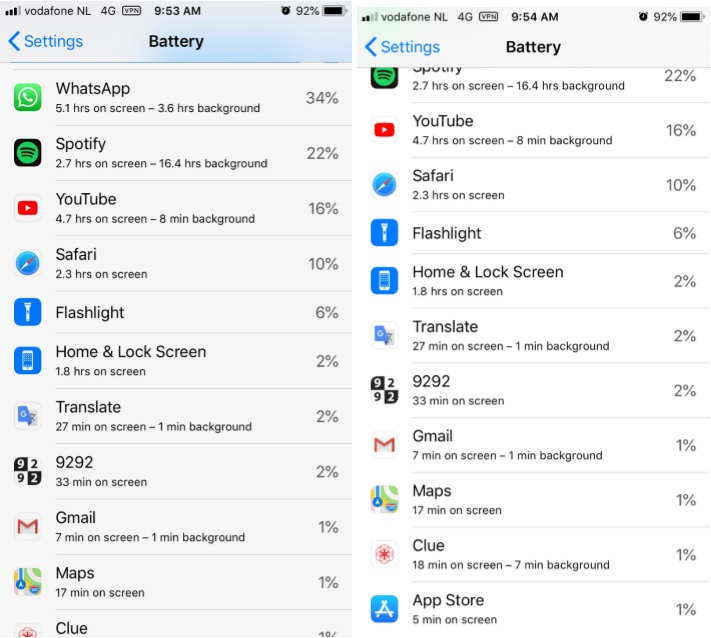 vodafone NL 4G VPN 9:53 AM 92%
Settings Battery
WhatsApp
5.1 hrs on screen – 3.6 hrs background 34%
Spotify
2.7 hrs on screen – 16.4 hrs background 22%
YouTube
4.7 hrs on screen – 8 min background 16%
Safari
2.3 hrs on screen 10%
Flashlight 6%
Home & Lock Screen
1.8 hrs on screen 2%
Translate
27 min on screen – 1 min background 2%
9292
33 min on screen 2%
Gmail
7 min on screen – 1 min background 1%
Maps
17 min on screen 1%
Clue 1%
vodafone NL 4G VPN 9:54 AM 92%
Settings Battery
Spotify
2.7 hrs on screen – 16.4 hrs background 22%
YouTube
4.7 hrs on screen – 8 min background 16%
Safari
2.3 hrs on screen 10%
Flashlight 6%
Home & Lock Screen
1.8 hrs on screen 2%
Translate
27 min on screen – 1 min background 2%
9292
33 min on screen 2%
Gmail
7 min on screen – 1 min background 1%
Maps
17 min on screen 1%
Clue
18 min on screen – 7 min background 1%
App Store
5 min on screen 1%